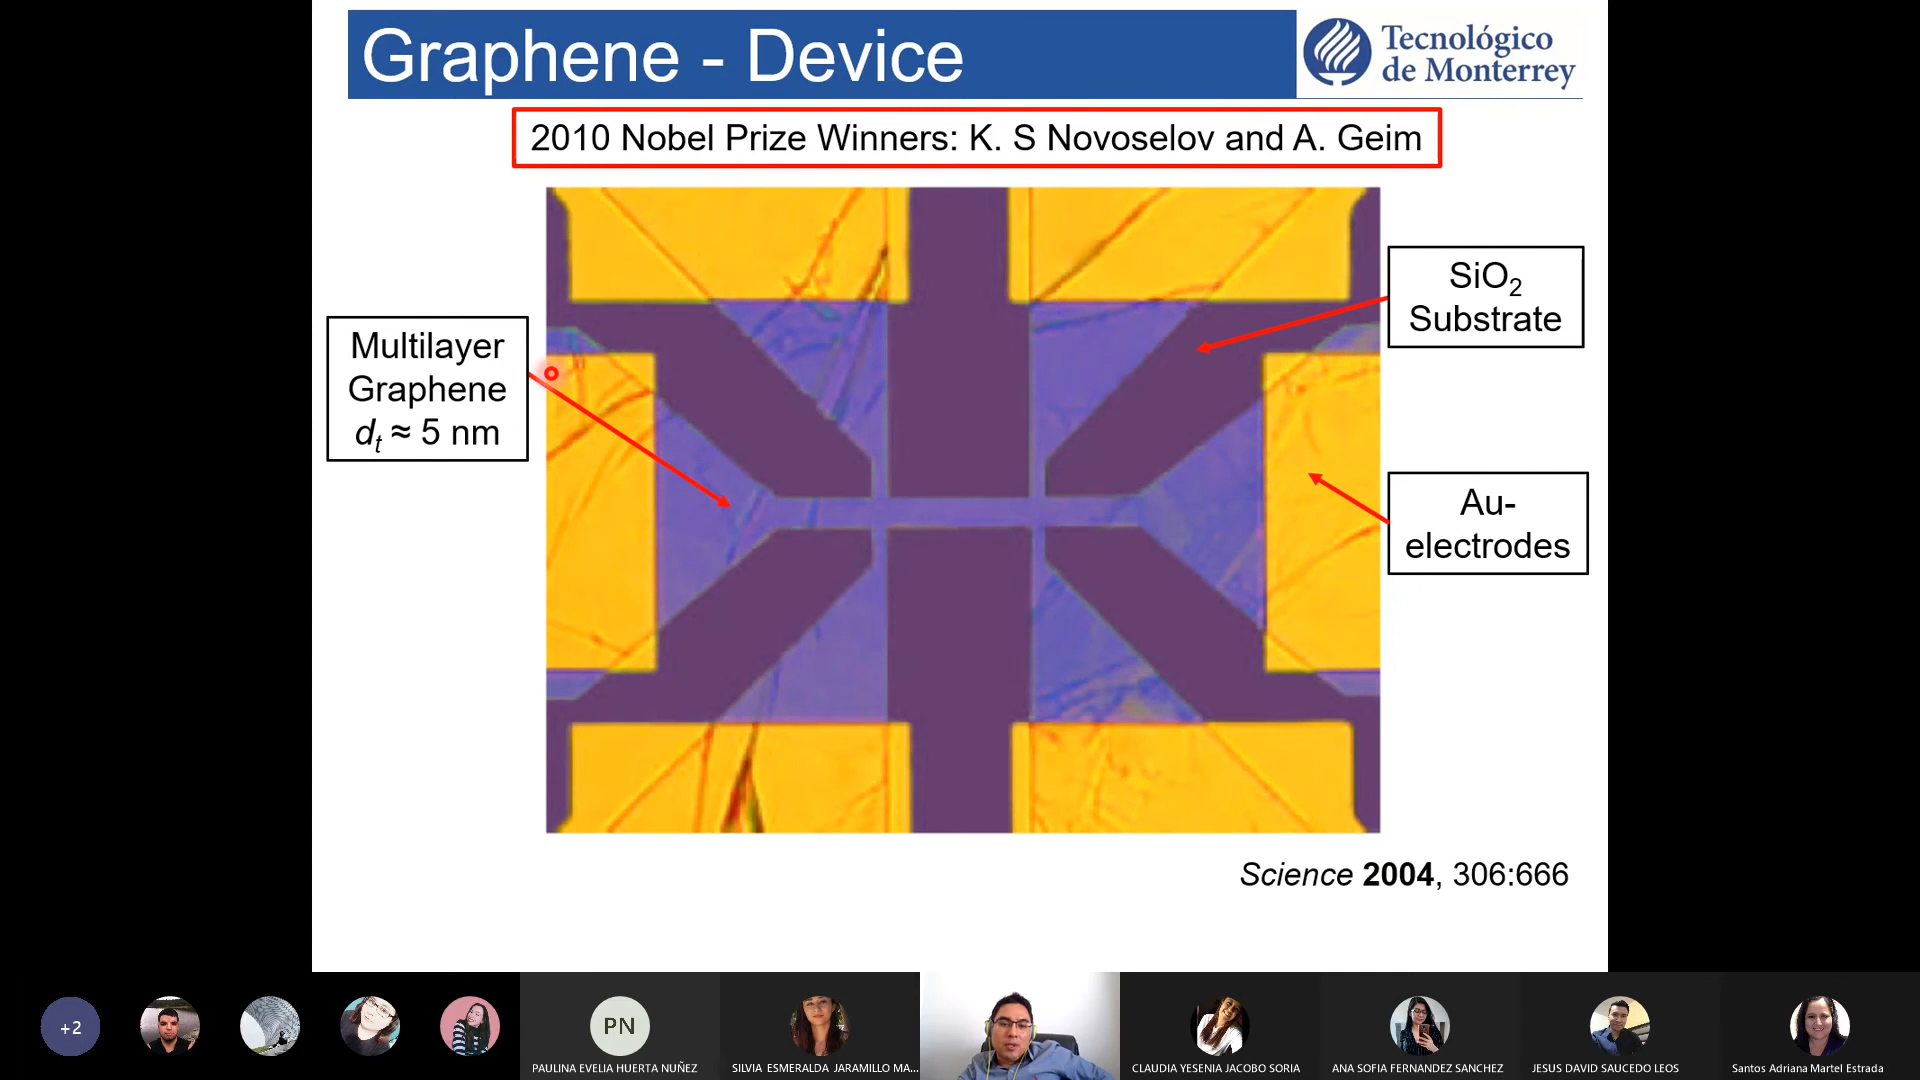 Graphene - Device
Tecnológico
de Monterrey
2010 Nobel Prize Winners: K. S Novoselov and A. Geim
SiO₂
Substrate
Multilayer
Graphene
dₜ ≈ 5 nm
Au-
electrodes
Science 2004, 306:666
+2
PN
PAULINA EVELIA HUERTA NUÑEZ
SILVIA ESMERALDA JARAMILLO MA...
CLAUDIA YESENIA JACOBO SORIA
ANA SOFIA FERNANDEZ SANCHEZ
JESUS DAVID SAUCEDO LEOS
Santos Adriana Martel Estrada